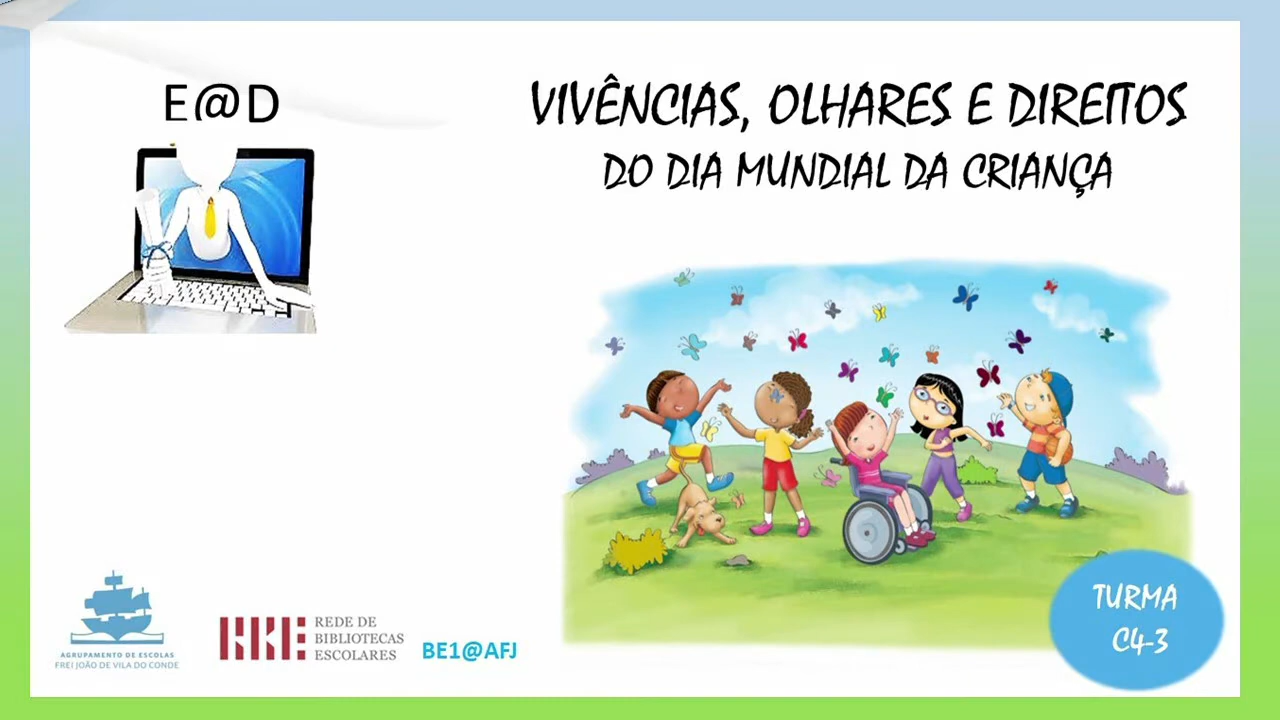 E@D
VIVÊNCIAS, OLHARES E DIREITOS
DO DIA MUNDIAL DA CRIANÇA
TURMA
C4-3
AGRUPAMENTO DE ESCOLAS
FREI JOÃO DE VILA DO CONDE
REDE DE
BIBLIOTECAS
ESCOLARES
BE1@AFJ